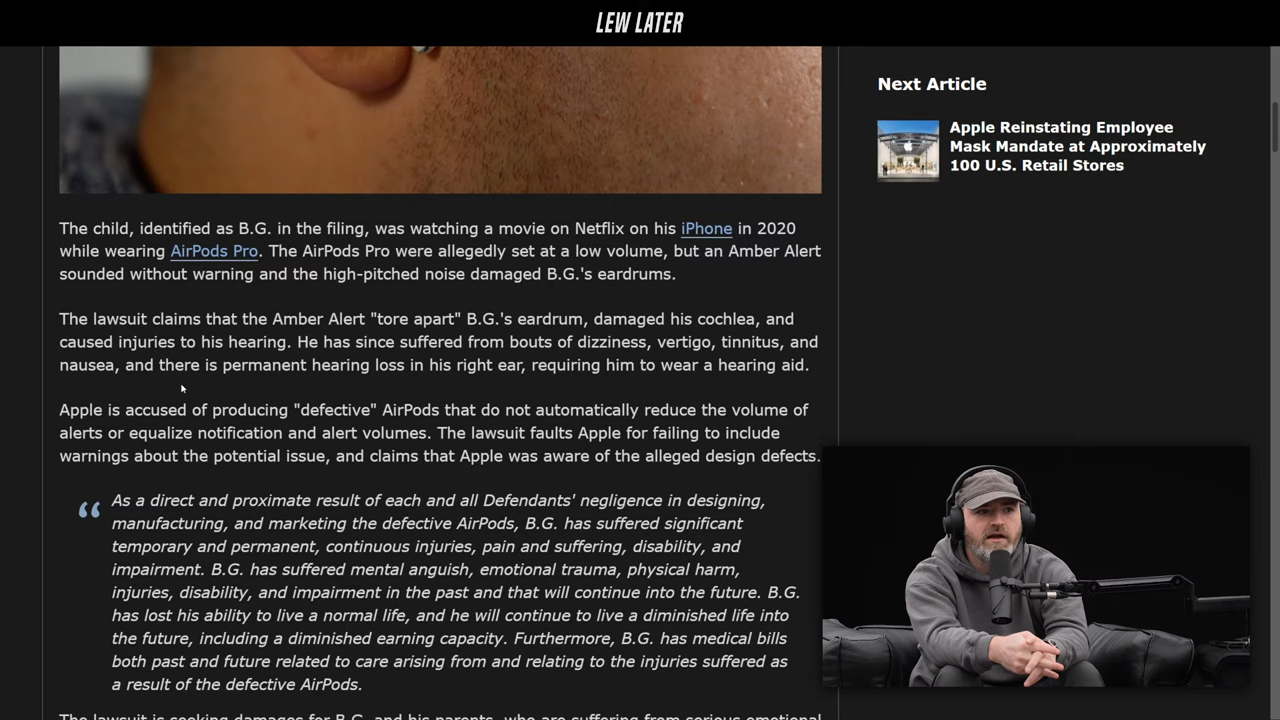 LEW LATER
Next Article
Apple Reinstating Employee
Mask Mandate at Approximately
100 U.S. Retail Stores
The child, identified as B.G. in the filing, was watching a movie on Netflix on his iPhone in 2020
while wearing AirPods Pro. The AirPods Pro were allegedly set at a low volume, but an Amber Alert
sounded without warning and the high-pitched noise damaged B.G.'s eardrums.
The lawsuit claims that the Amber Alert "tore apart" B.G.'s eardrum, damaged his cochlea, and
caused injuries to his hearing. He has since suffered from bouts of dizziness, vertigo, tinnitus, and
nausea, and there is permanent hearing loss in his right ear, requiring him to wear a hearing aid.
Apple is accused of producing "defective" AirPods that do not automatically reduce the volume of
alerts or equalize notification and alert volumes. The lawsuit faults Apple for failing to include
warnings about the potential issue, and claims that Apple was aware of the alleged design defects.
“ As a direct and proximate result of each and all Defendants' negligence in designing,
manufacturing, and marketing the defective AirPods, B.G. has suffered significant
temporary and permanent, continuous injuries, pain and suffering, disability, and
impairment. B.G. has suffered mental anguish, emotional trauma, physical harm,
injuries, disability, and impairment in the past and that will continue into the future. B.G.
has lost his ability to live a normal life, and he will continue to live a diminished life into
the future, including a diminished earning capacity. Furthermore, B.G. has medical bills
both past and future related to care arising from and relating to the injuries suffered as
a result of the defective AirPods.
The lawsuit is seeking damages for B.G. and his parents, who are suffering from serious emotional